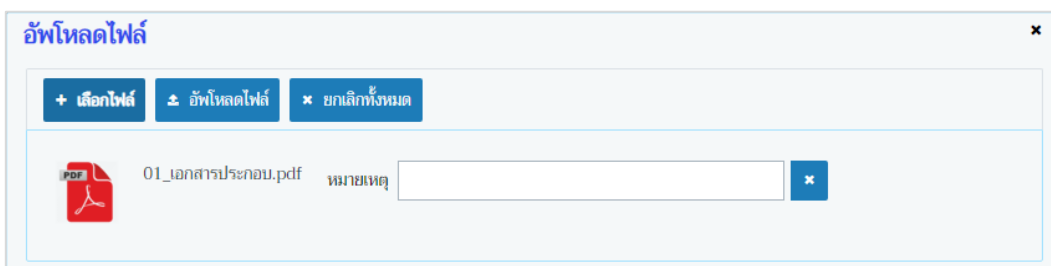 อัพโหลดไฟล์
+ เลือกไฟล์ อัพโหลดไฟล์ × ยกเลิกทั้งหมด
PDF 01_เอกสารประกอบ.pdf หมายเหตุ